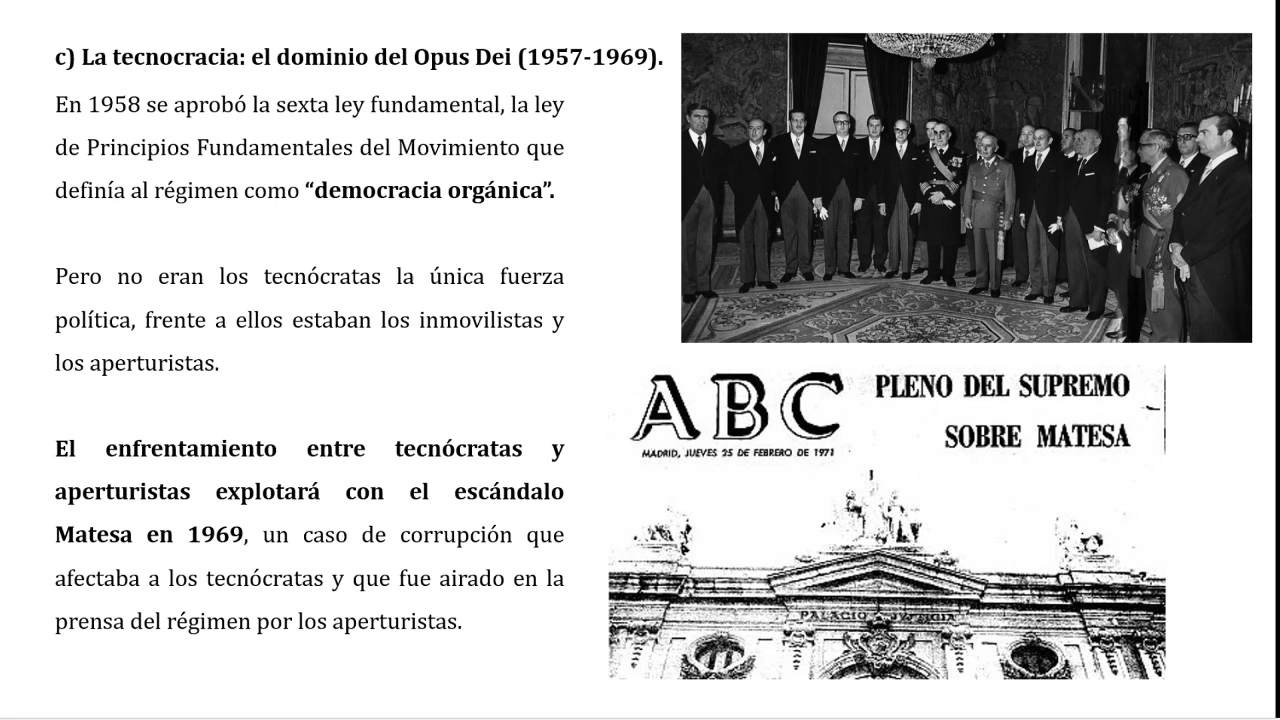 c) La tecnocracia: el dominio del Opus Dei (1957-1969).
En 1958 se aprobó la sexta ley fundamental, la ley
de Principios Fundamentales del Movimiento que
definía al régimen como “democracia orgánica”.
Pero no eran los tecnócratas la única fuerza
política, frente a ellos estaban los inmovilistas y
los aperturistas.
El enfrentamiento entre tecnócratas y
aperturistas explotará con el escándalo
Matesa en 1969, un caso de corrupción que
afectaba a los tecnócratas y que fue airado en la
prensa del régimen por los aperturistas.
ABC
MADRID, JUEVES 25 DE FEBRERO DE 1971
PLENO DEL SUPREMO
SOBRE MATESA
PALACIO